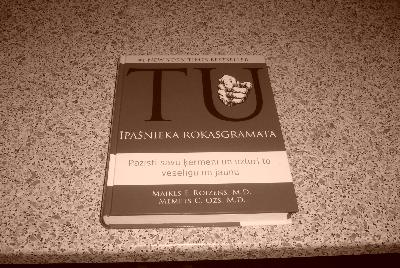 #1 NEW YORK TIMES BESTSELLER
TU
ĪPAŠNIEKA ROKASGRĀMATA
Pazīsti savu ķermeni un uzturi to
veselīgu un jaunu
MAIKLS F. ROIZENS, M.D.
MEMETS C. OZS, M.D.